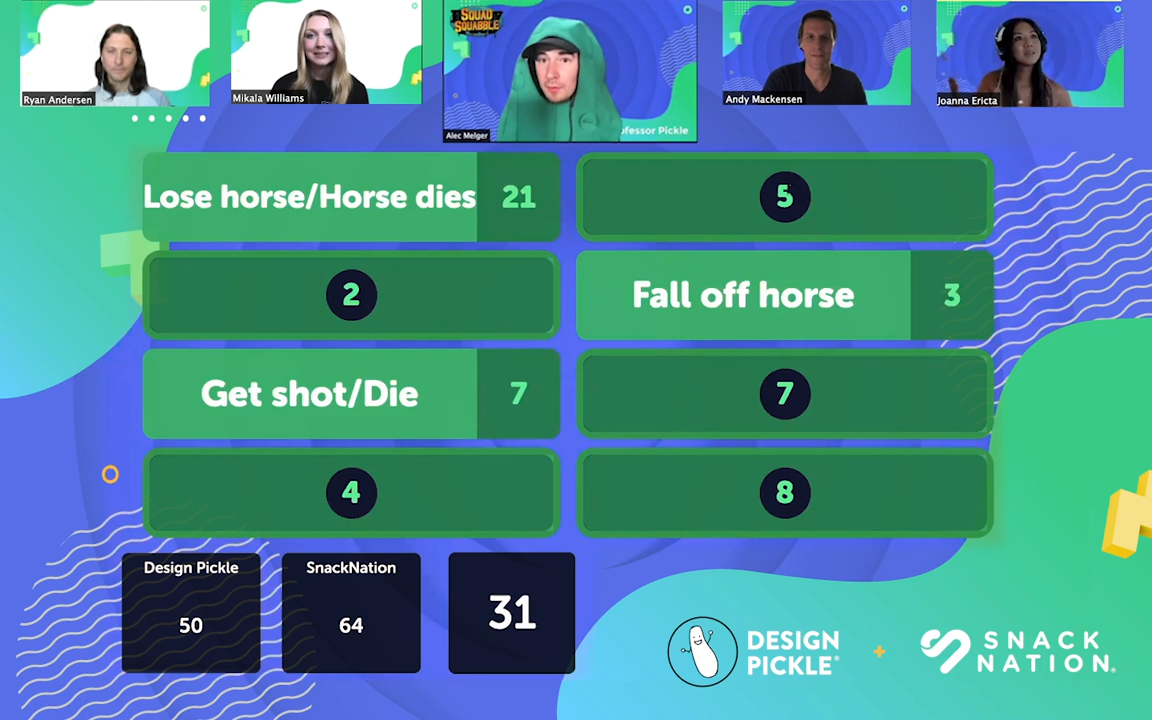 SQUAD
SQUABBLE
Ryan Andersen
Mikala Williams
Alec Melger
ofessor Pickle
Andy Mackensen
Joanna Ericta
Lose horse/Horse dies 21
5
2
Fall off horse 3
Get shot/Die 7
7
4
8
Design Pickle
50
SnackNation
64
31
DESIGN
PICKLE®
+
SNACK
NATION®